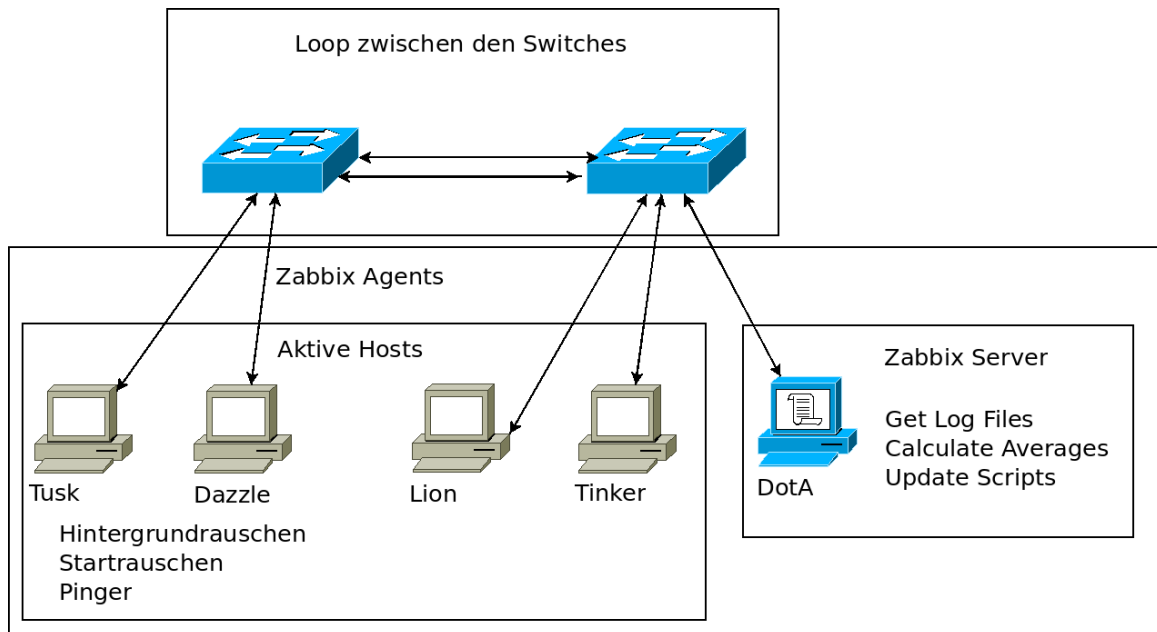 Loop zwischen den Switches
Zabbix Agents
Aktive Hosts
Tusk
Dazzle
Lion
Tinker
Hintergrundrauschen
Startrauschen
Pinger
Zabbix Server
Get Log Files
Calculate Averages
Update Scripts
DotA